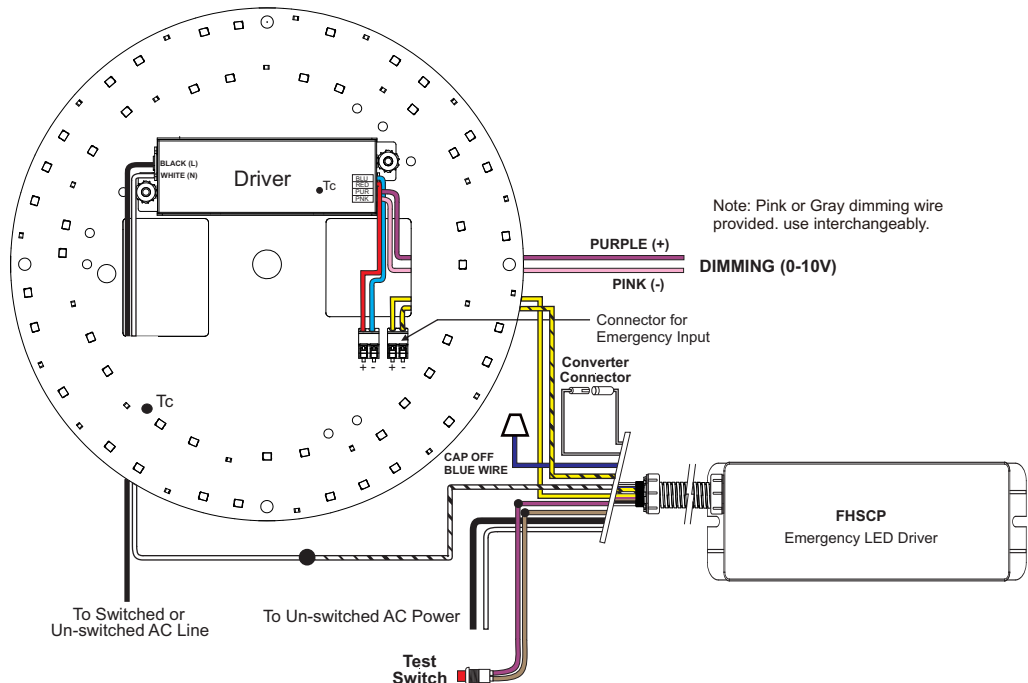 BLACK (L)
WHITE (N)
Driver
Tc
BLU
RED
PUR
PNK
Note: Pink or Gray dimming wire
provided. use interchangeably.
PURPLE (+)
DIMMING (0-10V)
PINK (-)
Connector for
Emergency Input
+ - + -
Converter
Connector
Tc
CAP OFF
BLUE WIRE
FHSCP
Emergency LED Driver
To Switched or
Un-switched AC Line
To Un-switched AC Power
Test
Switch